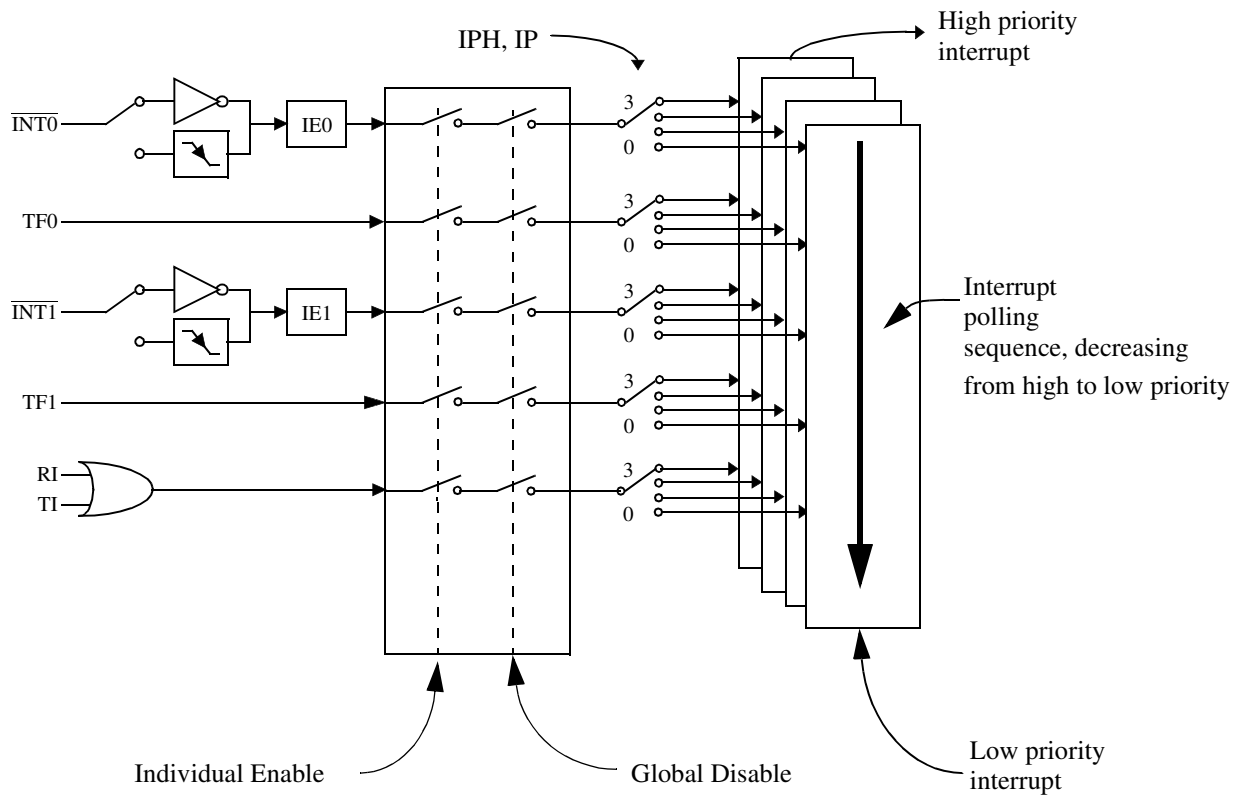 IPH, IP
High priority
interrupt
INT0
IE0
3
0
TF0
3
0
INT1
IE1
3
0
Interrupt
polling
sequence, decreasing
from high to low priority
TF1
3
0
RI
TI
3
0
Individual Enable
Global Disable
Low priority
interrupt